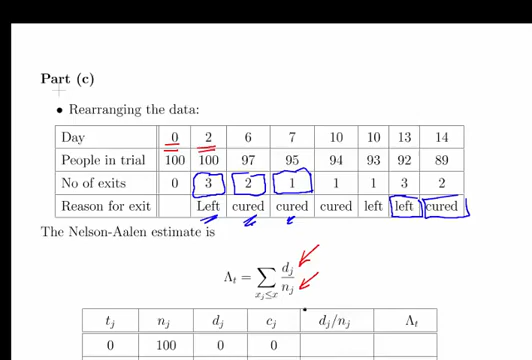 Part (c)
• Rearranging the data:
Day 0 2 6 7 10 10 13 14
People in trial 100 100 97 95 94 93 92 89
No of exits 0 3 2 1 1 1 3 2
Reason for exit Left cured cured cured left left cured
The Nelson-Aalen estimate is
Λt = ∑ xj≤x dj/nj
tj nj dj cj dj/nj Λt
0 100 0 0